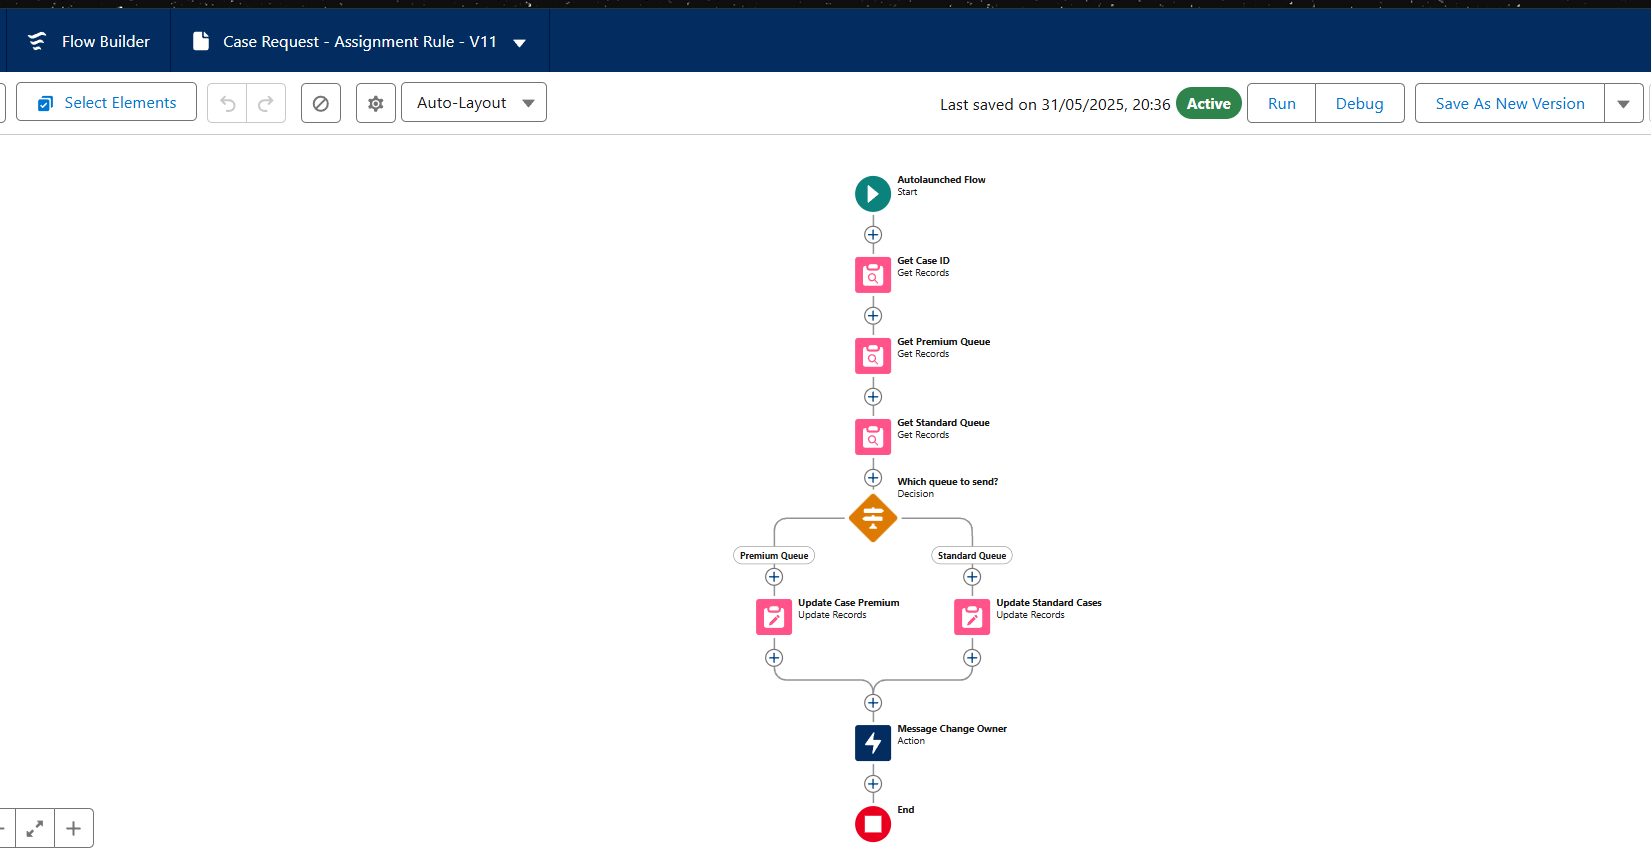 Flow Builder
Case Request - Assignment Rule - V11
Select Elements
Auto-Layout
Last saved on 31/05/2025, 20:36
Active
Run
Debug
Save As New Version
Autolaunched Flow
Start
Get Case ID
Get Records
Get Premium Queue
Get Records
Get Standard Queue
Get Records
Which queue to send?
Decision
Premium Queue
Standard Queue
Update Case Premium
Update Records
Update Standard Cases
Update Records
Message Change Owner
Action
End